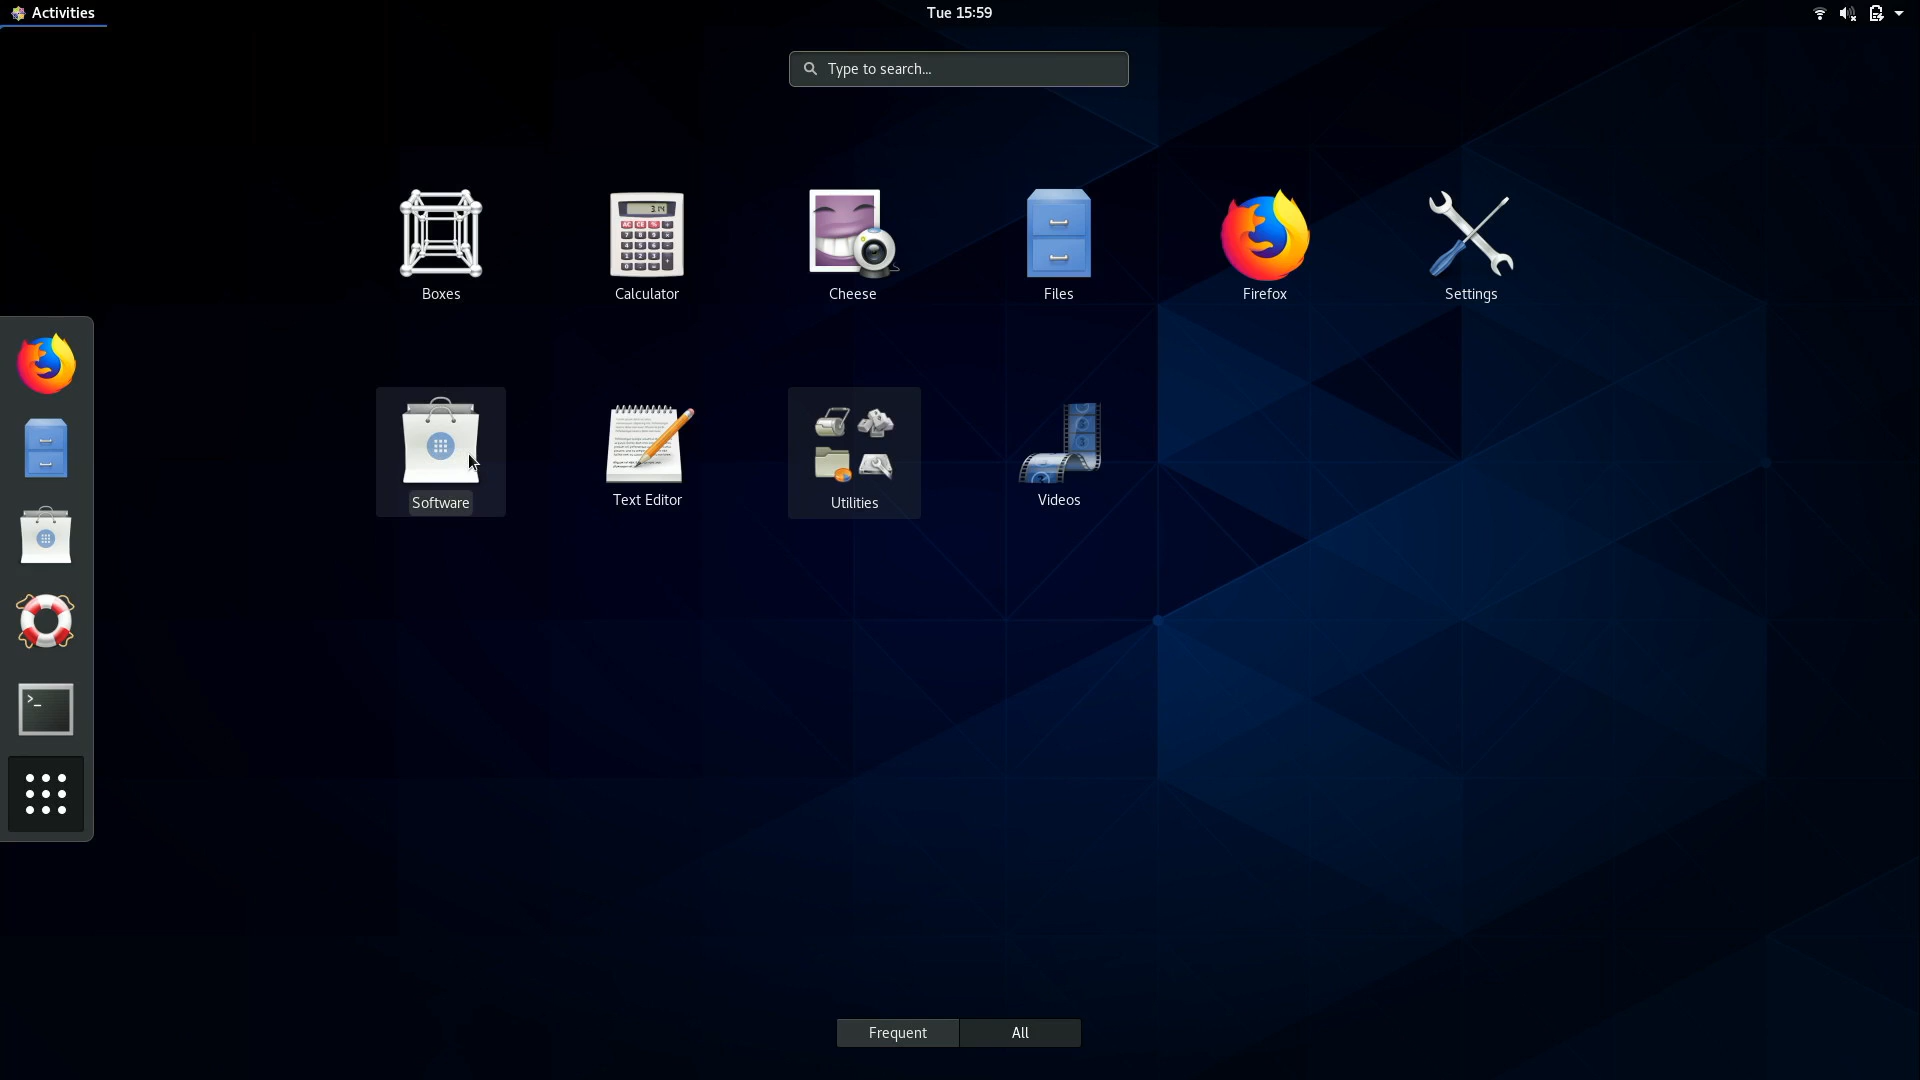 Activities
Tue 15:59
Type to search...
Boxes
Calculator
Cheese
Files
Firefox
Settings
Software
Text Editor
Utilities
Videos
Frequent
All